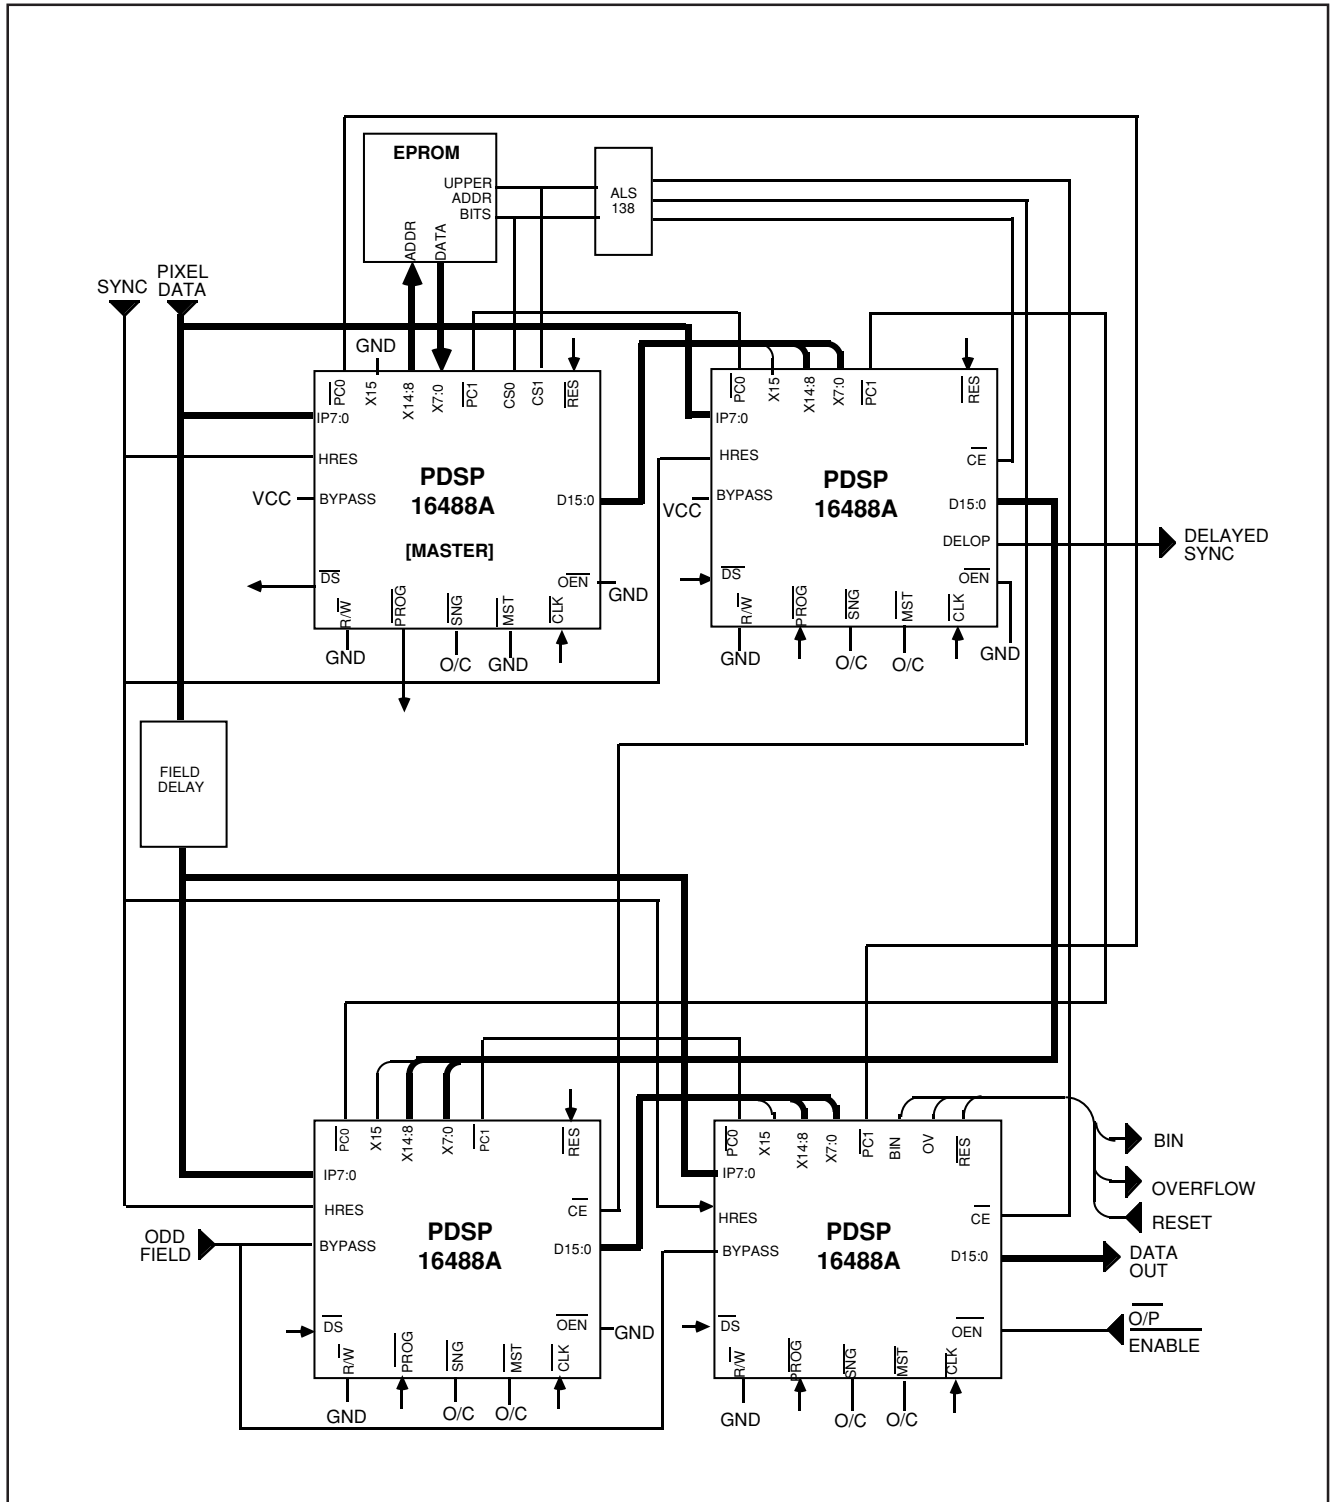 EPROM
UPPER
ADDR
BITS
ADDR
DATA
ALS
138
SYNC
PIXEL
DATA
GND
PC0
X15
X14:8
X7:0
PC1
CS0
CS1
RES
IP7:0
HRES
VCC
BYPASS
PDSP
16488A
[MASTER]
D15:0
DS
OEN
GND
R/W
PROG
SNG
MST
CLK
GND
O/C
GND
PC0
X15
X14:8
X7:0
PC1
RES
IP7:0
HRES
CE
VCC
BYPASS
PDSP
16488A
D15:0
DELOP
DELAYED
SYNC
DS
OEN
R/W
PROG
SNG
MST
CLK
GND
O/C
O/C
GND
FIELD
DELAY
PC0
X15
X14:8
X7:0
PC1
RES
IP7:0
HRES
CE
ODD
FIELD
BYPASS
PDSP
16488A
D15:0
DS
OEN
GND
R/W
PROG
SNG
MST
CLK
GND
O/C
O/C
PC0
X15
X14:8
X7:0
PC1
BIN
OV
RES
IP7:0
HRES
CE
BYPASS
PDSP
16488A
D15:0
DS
OEN
R/W
PROG
SNG
MST
CLK
GND
O/C
O/C
BIN
OVERFLOW
RESET
DATA
OUT
O/P
ENABLE